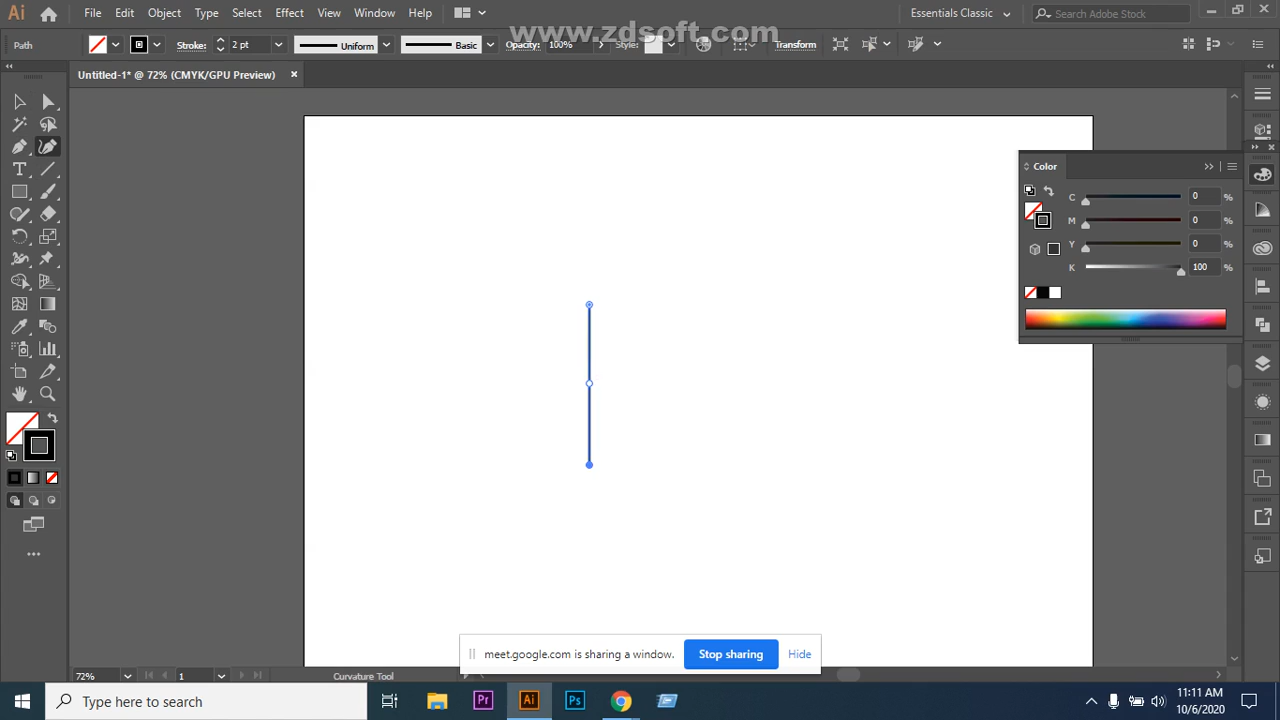 Ai File Edit Object Type Select Effect View Window Help Essentials Classic Search Adobe Stock
www.zdsoft.com
Path Stroke: 2 pt Uniform Basic Opacity: 100% Style: Transform
Untitled-1* @ 72% (CMYK/GPU Preview)
Color
C 0 %
M 0 %
Y 0 %
K 100 %
T
meet.google.com is sharing a window. Stop sharing Hide
72% 1 Curvature Tool
Type here to search Pr Ai Ps 11:11 AM
10/6/2020